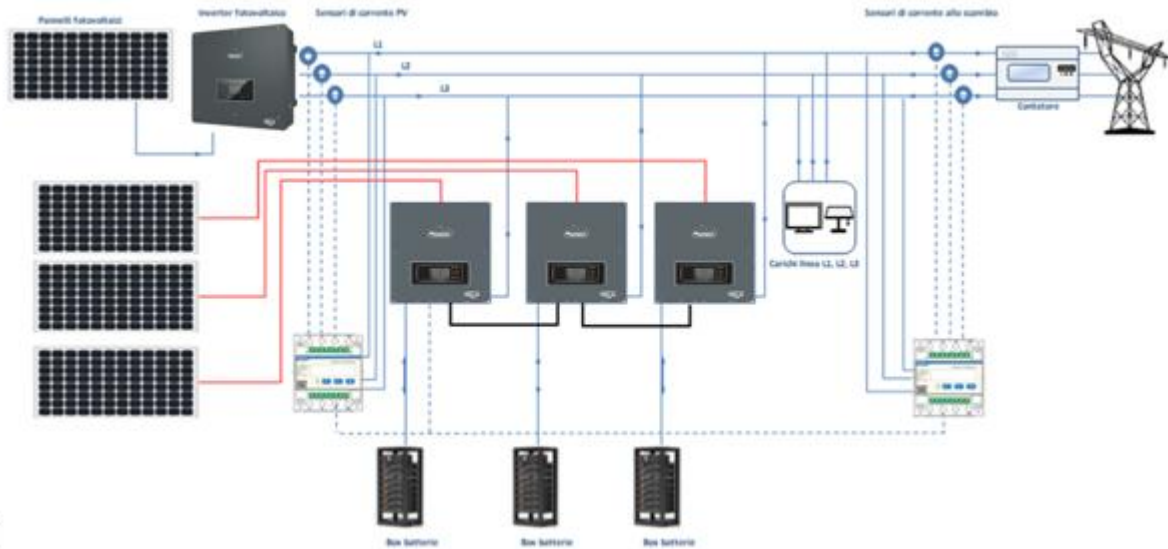 Pannelli fotovoltaici
Inverter fotovoltaico
Sensori di corrente PV
Sensori di corrente allo scambio
L1
L2
L3
Contatore
Carichi linea L1, L2, L3
Box batterie
Box batterie
Box batterie